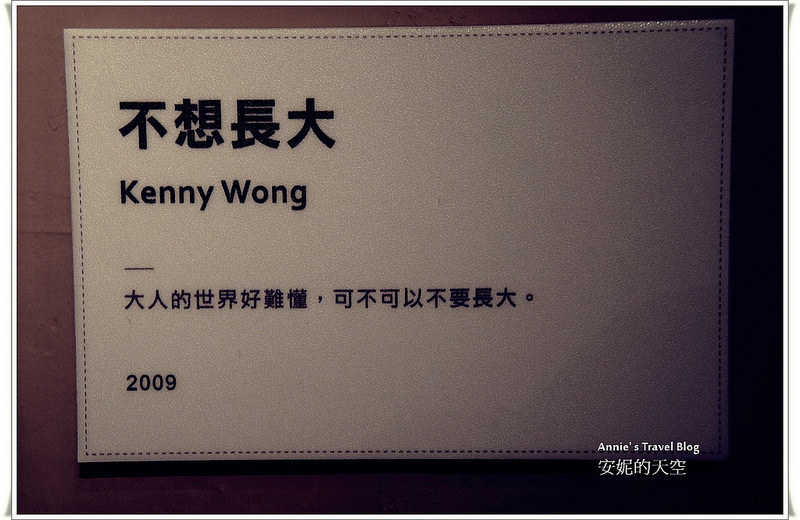 不想長大
Kenny Wong
大人的世界好難懂，可不可以不要長大。
2009
Annie's Travel Blog
安妮的天空